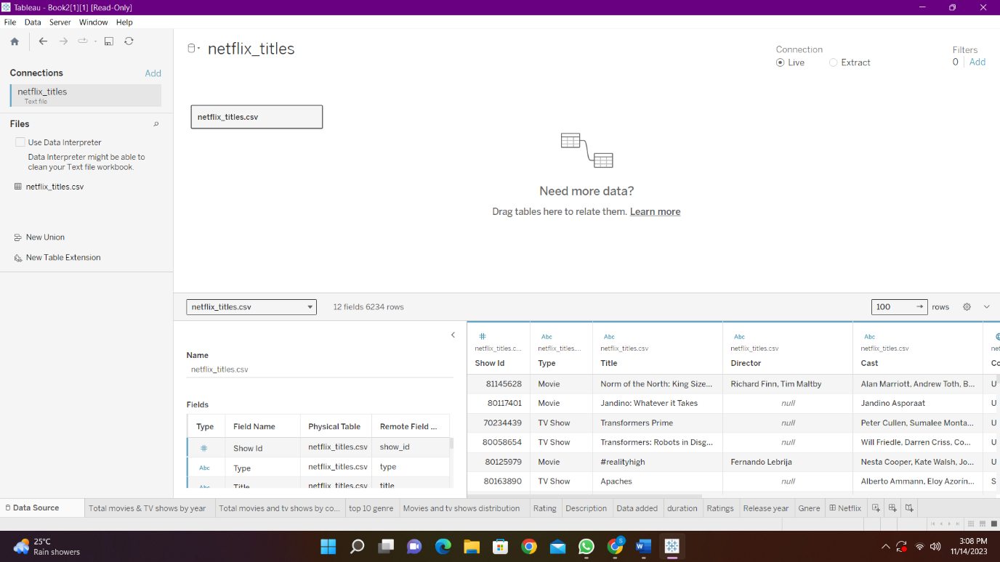 Tableau - Book2[1][1] [Read-Only]
File Data Server Window Help
netflix_titles
Connection
Live Extract
Filters
0 Add
Connections Add
netflix_titles
Text file
Files
Use Data Interpreter
Data Interpreter might be able to
clean your Text file workbook.
netflix_titles.csv
New Union
New Table Extension
netflix_titles.csv
Need more data?
Drag tables here to relate them. Learn more
netflix_titles.csv 12 fields 6234 rows 100 rows
Name
netflix_titles.csv
Fields
Type Field Name Physical Table Remote Field ...
# Show Id netflix_titles.csv show_id
Abc Type netflix_titles.csv type
Abc Title netflix_titles.csv title
# Abc Abc Abc Abc
netflix_titles.c... netflix_titles.... netflix_titles.csv netflix_titles.csv netflix_titles.csv net
Show Id Type Title Director Cast Co
81145628 Movie Norm of the North: King Size... Richard Finn, Tim Maltby Alan Marriott, Andrew Toth, B... U
80117401 Movie Jandino: Whatever it Takes null Jandino Asporaat U
70234439 TV Show Transformers Prime null Peter Cullen, Sumalee Monta... U
80058654 TV Show Transformers: Robots in Disg... null Will Friedle, Darren Criss, Co... U
80125979 Movie #realityhigh Fernando Lebrija Nesta Cooper, Kate Walsh, Jo... U
80163890 TV Show Apaches null Alberto Ammann, Eloy Azorín... S
Data Source Total movies & TV shows by year Total movies and tv shows by co... top 10 genre Movies and tv shows distribution Rating Description Date added duration Ratings Release year Gnere Netflix
25°C
Rain showers
S
3:08 PM
11/14/2023